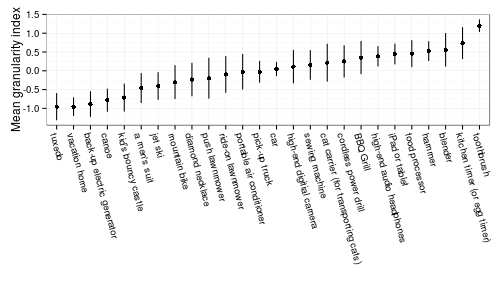 Mean granularity index
1.5
1.0
0.5
0.0
-0.5
-1.0
tuxedo
vacation home
back-up electric generator
canoe
kid's bouncy castle
a man's suit
jet ski
mountain bike
diamond necklace
push lawnmower
ride-on lawnmower
portable air conditioner
pick-up truck
car
high-end digital camera
sewing machine
cat carrier (for transporting cats)
cordless power drill
BBQ Grill
high-end audio headphones
iPad or tablet
food processor
hammer
blender
kitchen timer (or egg timer)
toothbrush